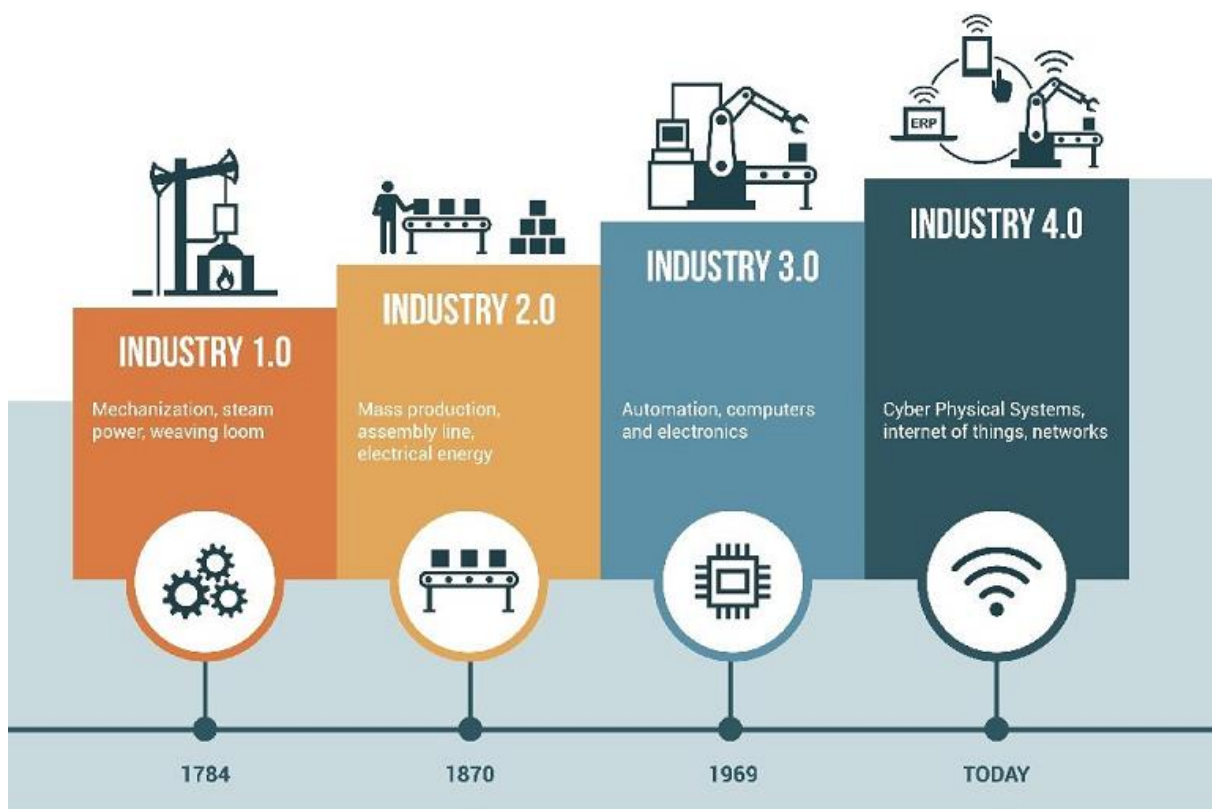 ERP
INDUSTRY 1.0
Mechanization, steam
power, weaving loom
INDUSTRY 2.0
Mass production,
assembly line,
electrical energy
INDUSTRY 3.0
Automation, computers
and electronics
INDUSTRY 4.0
Cyber Physical Systems,
internet of things, networks
1784
1870
1969
TODAY